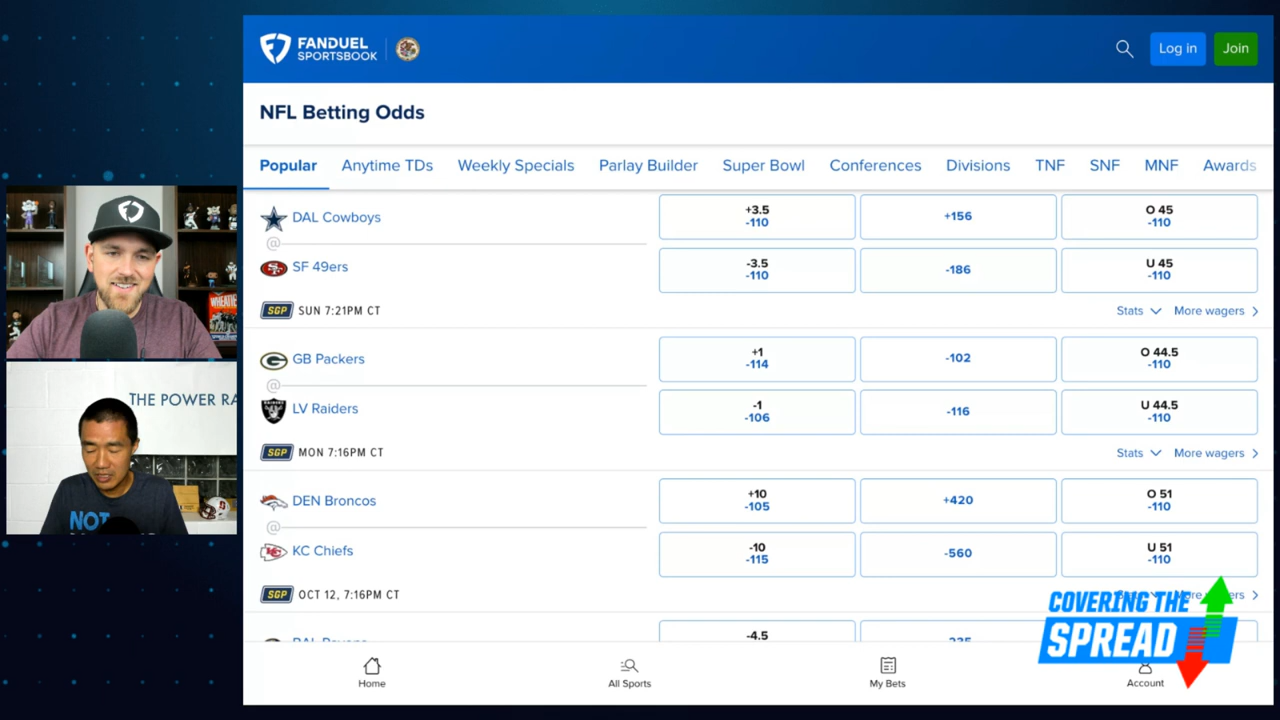 FANDUEL
SPORTSBOOK
Log in
Join
NFL Betting Odds
Popular
Anytime TDs
Weekly Specials
Parlay Builder
Super Bowl
Conferences
Divisions
TNF
SNF
MNF
Awards
DAL Cowboys
+3.5
-110
+156
O 45
-110
@
SF 49ers
-3.5
-110
-186
U 45
-110
SGP SUN 7:21PM CT
Stats
More wagers
GB Packers
+1
-114
-102
O 44.5
-110
@
LV Raiders
-1
-106
-116
U 44.5
-110
SGP MON 7:16PM CT
Stats
More wagers
DEN Broncos
+10
-105
+420
O 51
-110
@
KC Chiefs
-10
-115
-560
U 51
-110
SGP OCT 12, 7:16PM CT
-4.5
Home
All Sports
My Bets
Account
COVERING THE
SPREAD
WHEATIES
THE POWER RA
NOT